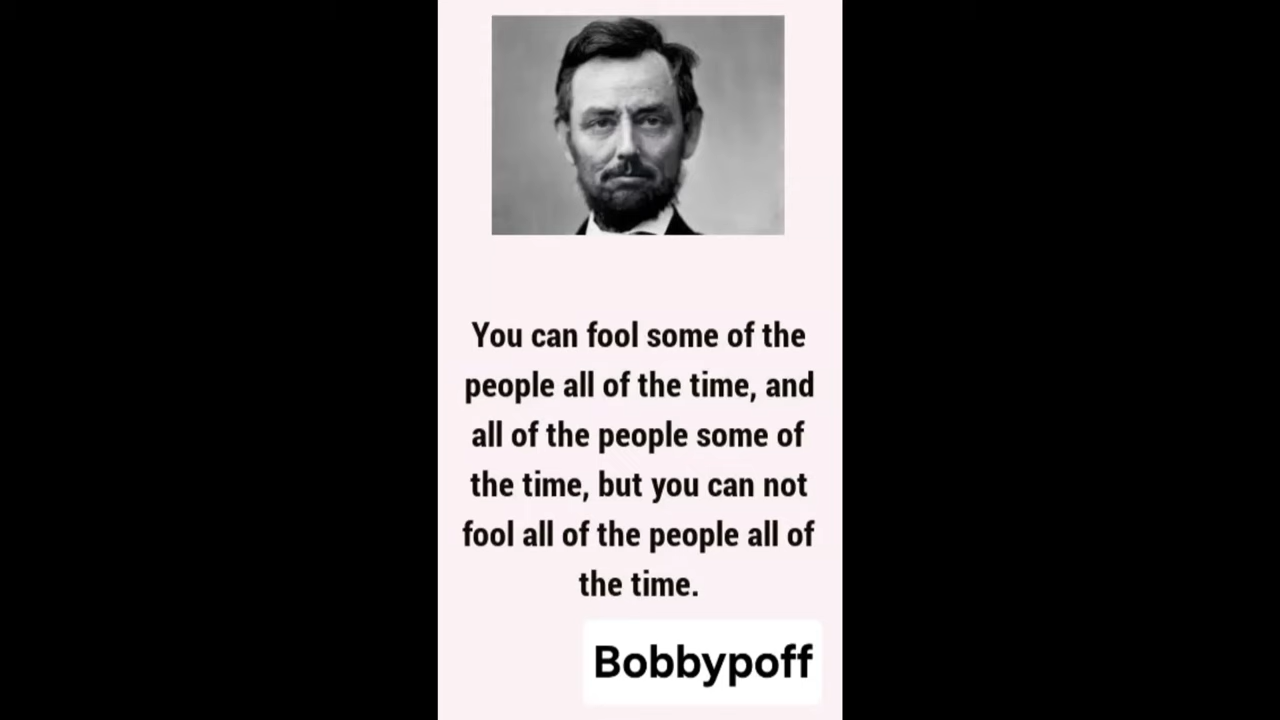 You can fool some of the
people all of the time, and
all of the people some of
the time, but you can not
fool all of the people all of
the time.
Bobbypoff